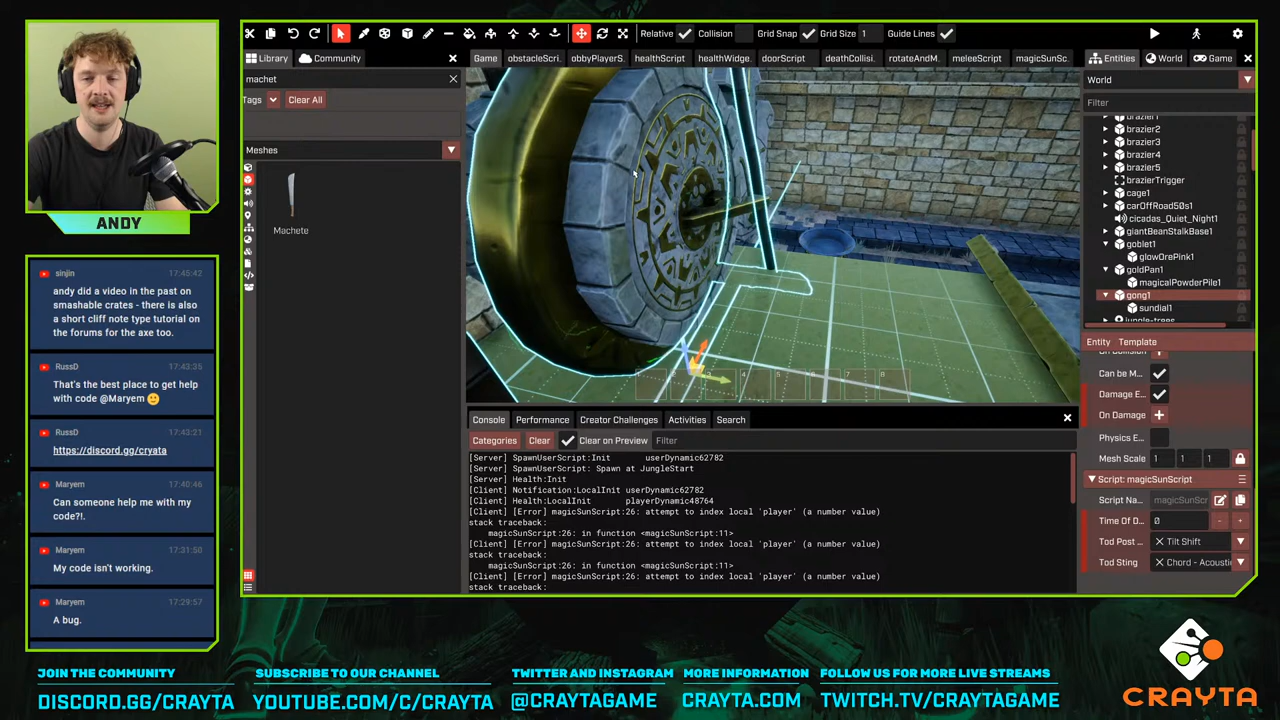 ANDY
sinjin 17:45:42
andy did a video in the past on
smashable crates - there is also
a short cliff note type tutorial on
the forums for the axe too.
RussD 17:43:35
That's the best place to get help
with code @Maryem 🙂
RussD 17:43:21
https://discord.gg/cryata
Maryem 17:40:46
Can someone help me with my
code?!.
Maryem 17:31:50
My code isn't working.
Maryem 17:29:57
A bug.
Relative Collision Grid Snap Grid Size 1 Guide Lines
Library Community
machet
Tags Clear All
Meshes
Machete
Game obstacleScri.. obbyPlayerS.. healthScript healthWidge.. doorScript deathCollisi.. rotateAndM.. meleeScript magicSunSc..
Entities World Game
World
Filter
brazier1
brazier2
brazier3
brazier4
brazier5
brazierTrigger
cage1
carOffRoad50s1
cicadas_Quiet_Night1
giantBeanStalkBase1
goblet1
glowOrePink1
goldPan1
magicalPowderPile1
gong1
sundial1
jungle-trees
Entity Template
On Collision
Can be M...
Damage E...
On Damage
Physics E...
Mesh Scale 1 1 1
Script: magicSunScript
Script Na... magicSunScr
Time Of D... 0
Tod Post ... Tilt Shift
Tod Sting Chord - Acousti
Console Performance Creator Challenges Activities Search
Categories Clear Clear on Preview Filter
[Server] SpawnUserScript:Init userDynamic62782
[Server] SpawnUserScript: Spawn at JungleStart
[Server] Health:Init
[Client] Notification:LocalInit userDynamic62782
[Client] Health:LocalInit playerDynamic48764
[Client] [Error] magicSunScript:26: attempt to index local 'player' (a number value)
stack traceback:
magicSunScript:26: in function <magicSunScript:11>
[Client] [Error] magicSunScript:26: attempt to index local 'player' (a number value)
stack traceback:
magicSunScript:26: in function <magicSunScript:11>
[Client] [Error] magicSunScript:26: attempt to index local 'player' (a number value)
stack traceback:
JOIN THE COMMUNITY
DISCORD.GG/CRAYTA
SUBSCRIBE TO OUR CHANNEL
YOUTUBE.COM/C/CRAYTA
TWITTER AND INSTAGRAM
@CRAYTAGAME
MORE INFORMATION
CRAYTA.COM
FOLLOW US FOR MORE LIVE STREAMS
TWITCH.TV/CRAYTAGAME
CRAYTA